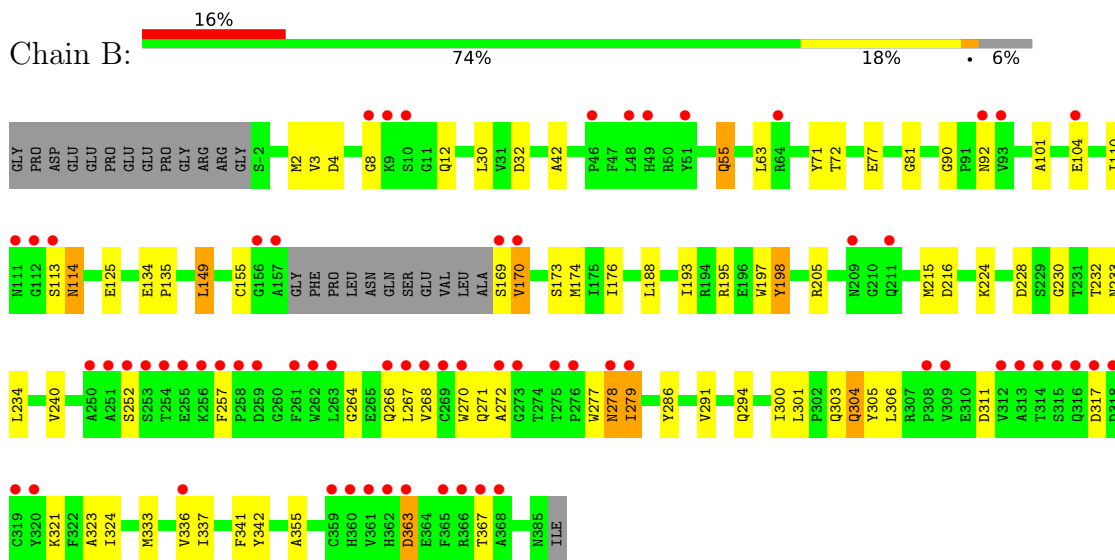 16%
Chain B:
74% 18% • 6%
GLY PRO ASP GLU GLU PRO GLU GLU PRO GLY ARG ARG GLY S-2 M2 V3 D4 G8 K9 S10 G11 Q12 L30 V31 D32 A42 P46 F47 L48 H49 R50 Y51 Q55 L63 R64 Y71 T72 E77 G81 G90 P91 N92 V93 A101 E104
N111 G112 S113 N114 E125 E134 P135 L149 C155 G156 A157 GLY PHE PRO LEU ASN GLN SER GLU VAL LEU ALA S169 V170 S173 M174 I175 I176 L188 I193 R194 R195 E196 W197 Y198 R205 N209 G210 Q211 M215 D216 K224 D228 S229 G230 T231 T232 N233
L234 V240 A250 A251 S252 S253 T254 E255 K256 F257 P258 D259 G260 F261 W262 L263 G264 E265 Q266 L267 V268 C269 W270 Q271 A272 G273 T274 T275 P276 W277 N278 I279 Y286 V291 Q294 I300 L301 P302 Q303 Q304 Y305 L306 R307 P308 V309 E310 D311 V312 A313 T314 S315 Q316 D317
C319 Y320 K321 F322 A323 I324 M333 V336 I337 F341 Y342 A355 C359 H360 V361 H362 D363 E364 F365 R366 T367 A368 N385 ILE